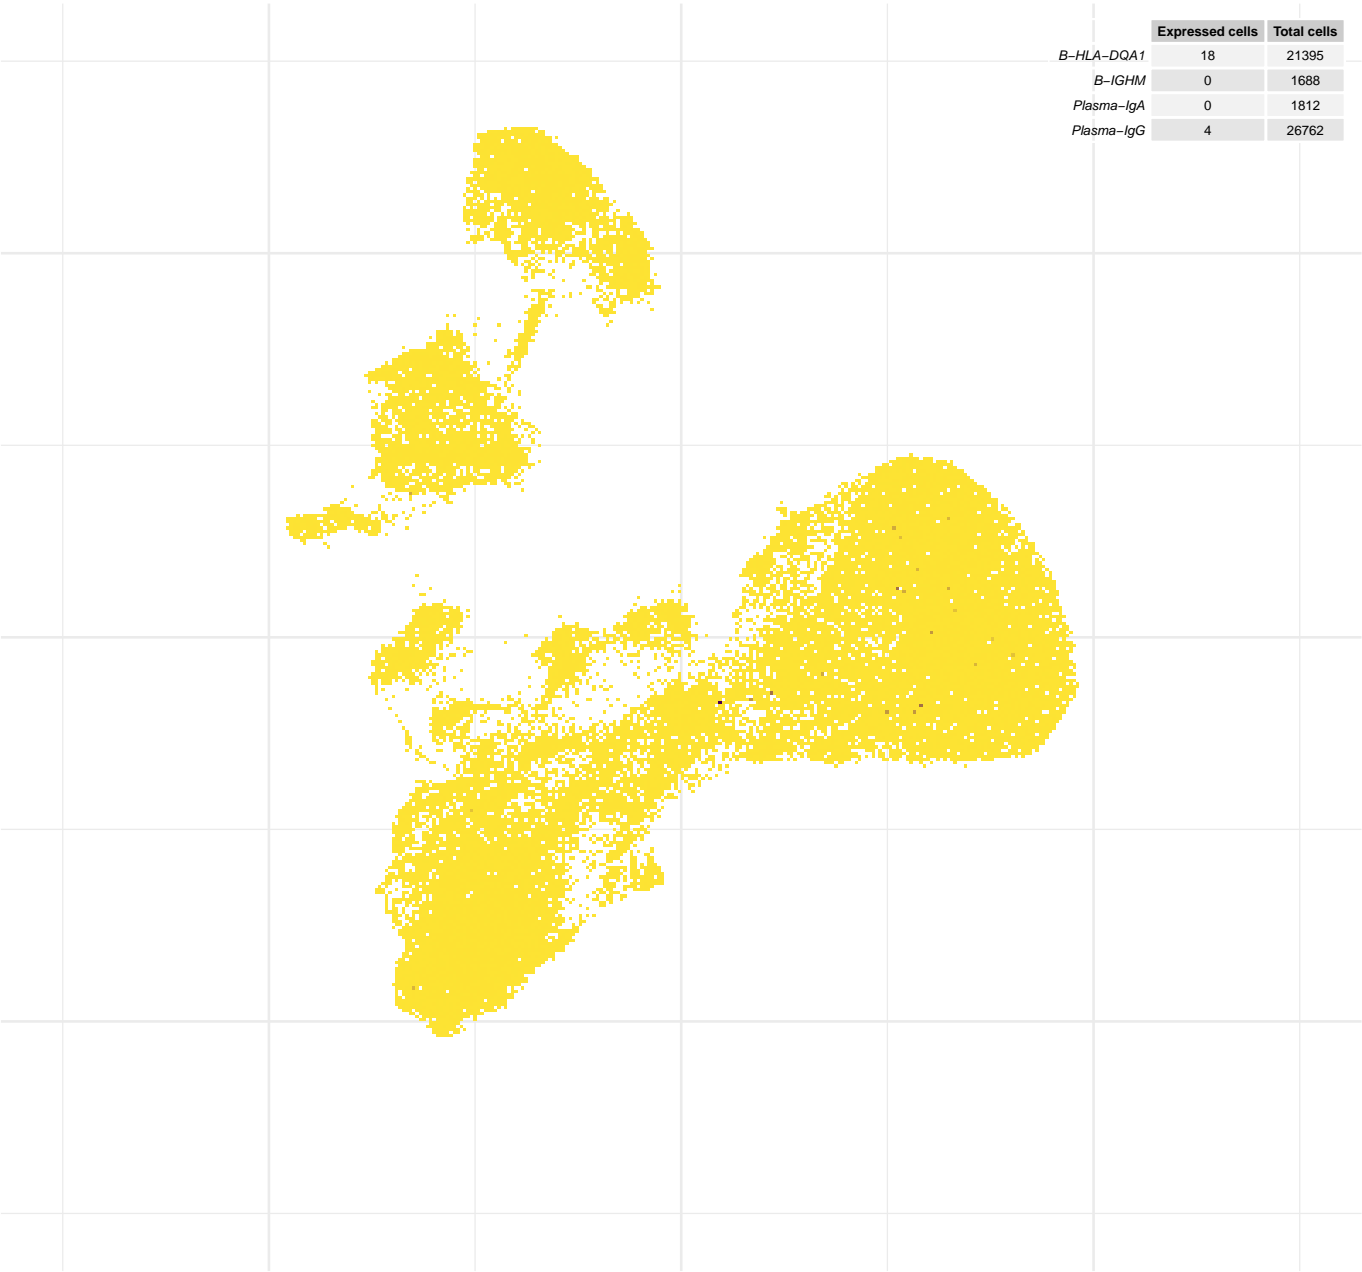 Expressed cells Total cells
B−HLA−DQA1 18 21395
B−IGHM 0 1688
Plasma−IgA 0 1812
Plasma−IgG 4 26762